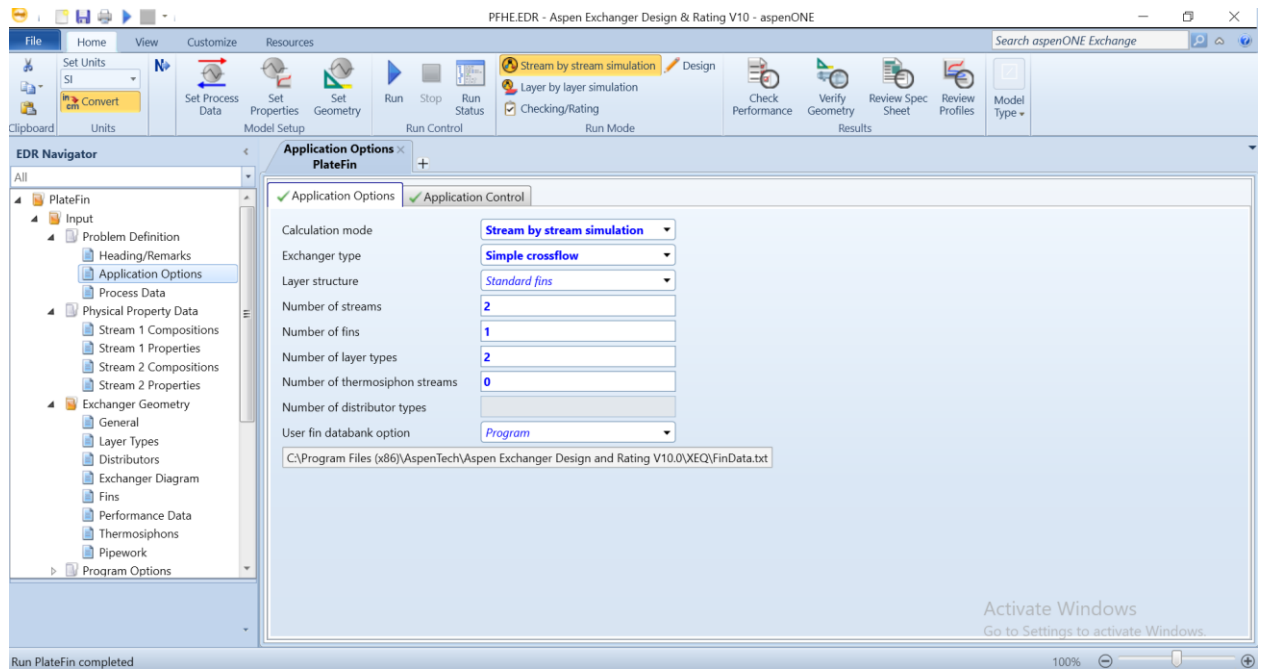 PFHE.EDR - Aspen Exchanger Design & Rating V10 - aspenONE
File Home View Customize Resources Search aspenONE Exchange
Set Units
SI
in cm Convert
Set Process Data
Set Properties
Set Geometry
Run
Stop
Run Status
Stream by stream simulation
Design
Layer by layer simulation
Checking/Rating
Check Performance
Verify Geometry
Review Spec Sheet
Review Profiles
Model Type
Clipboard Units Model Setup Run Control Run Mode Results
EDR Navigator
All
PlateFin
Input
Problem Definition
Heading/Remarks
Application Options
Process Data
Physical Property Data
Stream 1 Compositions
Stream 1 Properties
Stream 2 Compositions
Stream 2 Properties
Exchanger Geometry
General
Layer Types
Distributors
Exchanger Diagram
Fins
Performance Data
Thermosiphons
Pipework
Program Options
Application Options
PlateFin
Application Options Application Control
Calculation mode Stream by stream simulation
Exchanger type Simple crossflow
Layer structure Standard fins
Number of streams 2
Number of fins 1
Number of layer types 2
Number of thermosiphon streams 0
Number of distributor types
User fin databank option Program
C:\Program Files (x86)\AspenTech\Aspen Exchanger Design and Rating V10.0\XEQ\FinData.txt
Activate Windows
Go to Settings to activate Windows.
Run PlateFin completed 100%